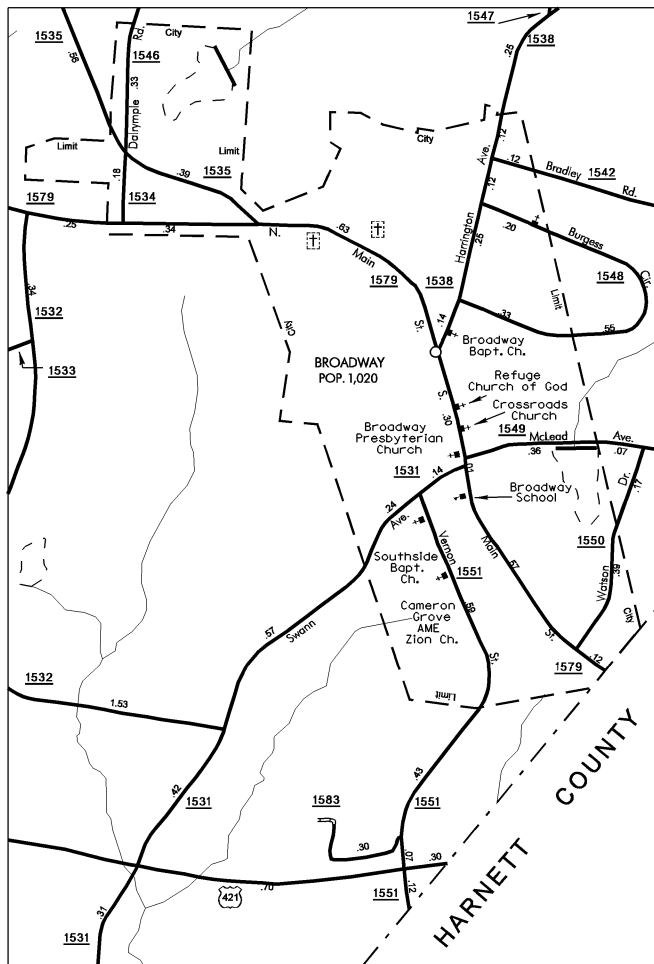 1547
1535
1546
Rd.
City
1538
.56
.33
.25
Dalrymple
Limit
Limit
City
Ave.
.12
.12
Bradley
1542
Rd.
.18
1535
.39
.12
1579
1534
.25
.34
N.
.63
Main
Harrington
.25
.20
Burgess
1548
Cir.
1579
1538
Limit
.34
1532
St.
.14
.33
.55
City
Broadway
Bapt. Ch.
1533
BROADWAY
POP. 1,020
S.
Refuge
Church of God
.30
Crossroads
Church
Broadway
Presbyterian
Church
1549
McLead
Ave.
.36
.07
1531
.14
.01
.24
Ave.
Broadway
School
Dr.
.17
1550
Main
Vernon
Southside
Bapt.
Ch.
1551
.57
Watson
.39
.59
Cameron
Grove
AME
Zion Ch.
City
.57
Swann
St.
St.
1579
.12
1532
1.53
Limit
.42
1531
1583
.43
1551
.30
.07
.30
.70
421
.12
1551
.31
1531
HARNETT COUNTY